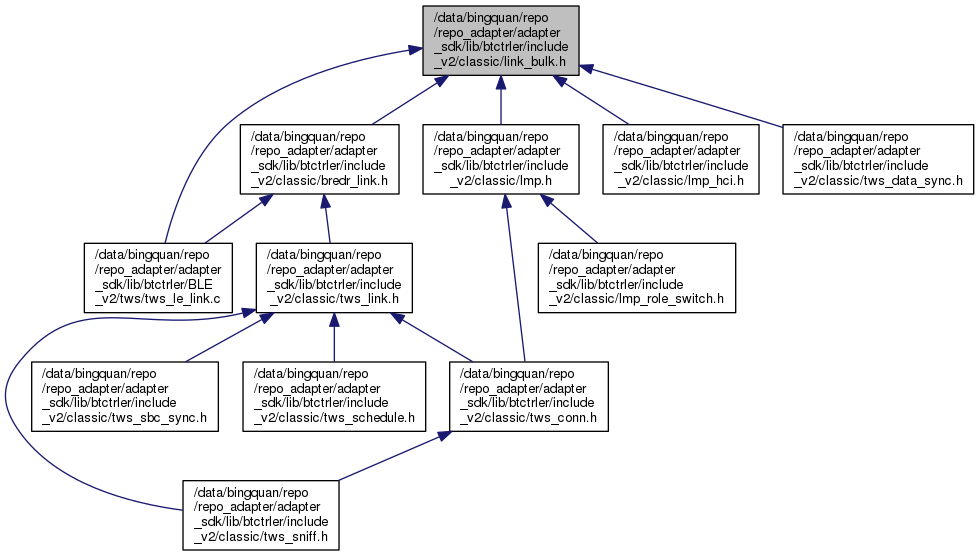 /data/bingquan/repo
/repo_adapter/adapter
_sdk/lib/btctrler/include
_v2/classic/link_bulk.h
/data/bingquan/repo
/repo_adapter/adapter
_sdk/lib/btctrler/include
_v2/classic/bredr_link.h
/data/bingquan/repo
/repo_adapter/adapter
_sdk/lib/btctrler/include
_v2/classic/lmp.h
/data/bingquan/repo
/repo_adapter/adapter
_sdk/lib/btctrler/include
_v2/classic/lmp_hci.h
/data/bingquan/repo
/repo_adapter/adapter
_sdk/lib/btctrler/include
_v2/classic/tws_data_sync.h
/data/bingquan/repo
/repo_adapter/adapter
_sdk/lib/btctrler/BLE
_v2/tws/tws_le_link.c
/data/bingquan/repo
/repo_adapter/adapter
_sdk/lib/btctrler/include
_v2/classic/tws_link.h
/data/bingquan/repo
/repo_adapter/adapter
_sdk/lib/btctrler/include
_v2/classic/lmp_role_switch.h
/data/bingquan/repo
/repo_adapter/adapter
_sdk/lib/btctrler/include
_v2/classic/tws_sbc_sync.h
/data/bingquan/repo
/repo_adapter/adapter
_sdk/lib/btctrler/include
_v2/classic/tws_schedule.h
/data/bingquan/repo
/repo_adapter/adapter
_sdk/lib/btctrler/include
_v2/classic/tws_conn.h
/data/bingquan/repo
/repo_adapter/adapter
_sdk/lib/btctrler/include
_v2/classic/tws_sniff.h